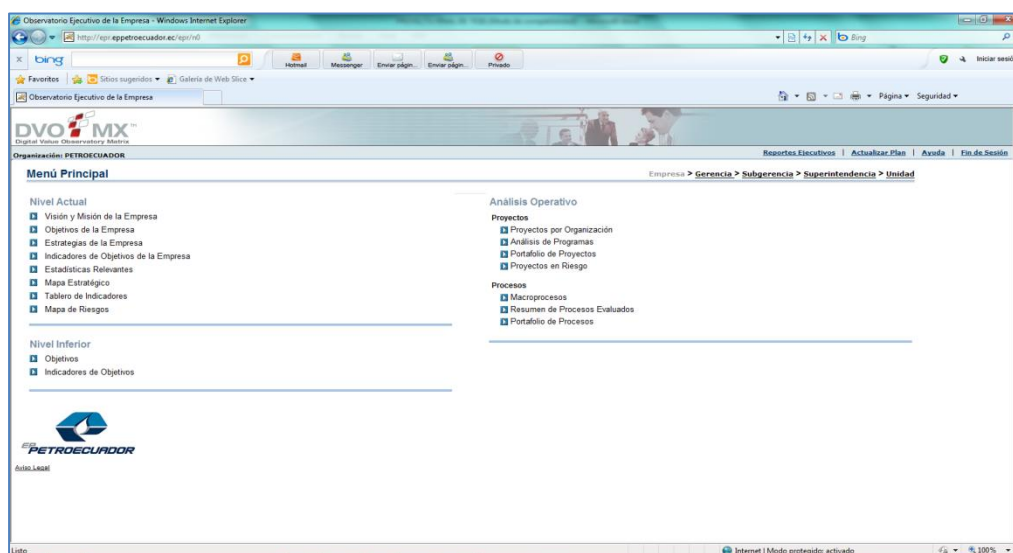 Observatorio Ejecutivo de la Empresa - Windows Internet Explorer
http://epr.eppetroecuador.ec/epr/n0
Bing
bing
Hotmail
Messenger
Enviar págin...
Enviar págin...
Privado
Iniciar sesió
Favoritos
Sitios sugeridos
Galería de Web Slice
Observatorio Ejecutivo de la Empresa
Página
Seguridad
DVO MX™
Digital Value Observatory Matrix
Organización: PETROECUADOR
Reportes Ejecutivos | Actualizar Plan | Ayuda | Fin de Sesión
Menú Principal
Empresa > Gerencia > Subgerencia > Superintendencia > Unidad
Nivel Actual
Visión y Misión de la Empresa
Objetivos de la Empresa
Estrategias de la Empresa
Indicadores de Objetivos de la Empresa
Estadísticas Relevantes
Mapa Estratégico
Tablero de Indicadores
Mapa de Riesgos
Nivel Inferior
Objetivos
Indicadores de Objetivos
Análisis Operativo
Proyectos
Proyectos por Organización
Análisis de Programas
Portafolio de Proyectos
Proyectos en Riesgo
Procesos
Macroprocesos
Resumen de Procesos Evaluados
Portafolio de Procesos
EP PETROECUADOR
Aviso Legal
Listo
Internet | Modo protegido: activado
100%